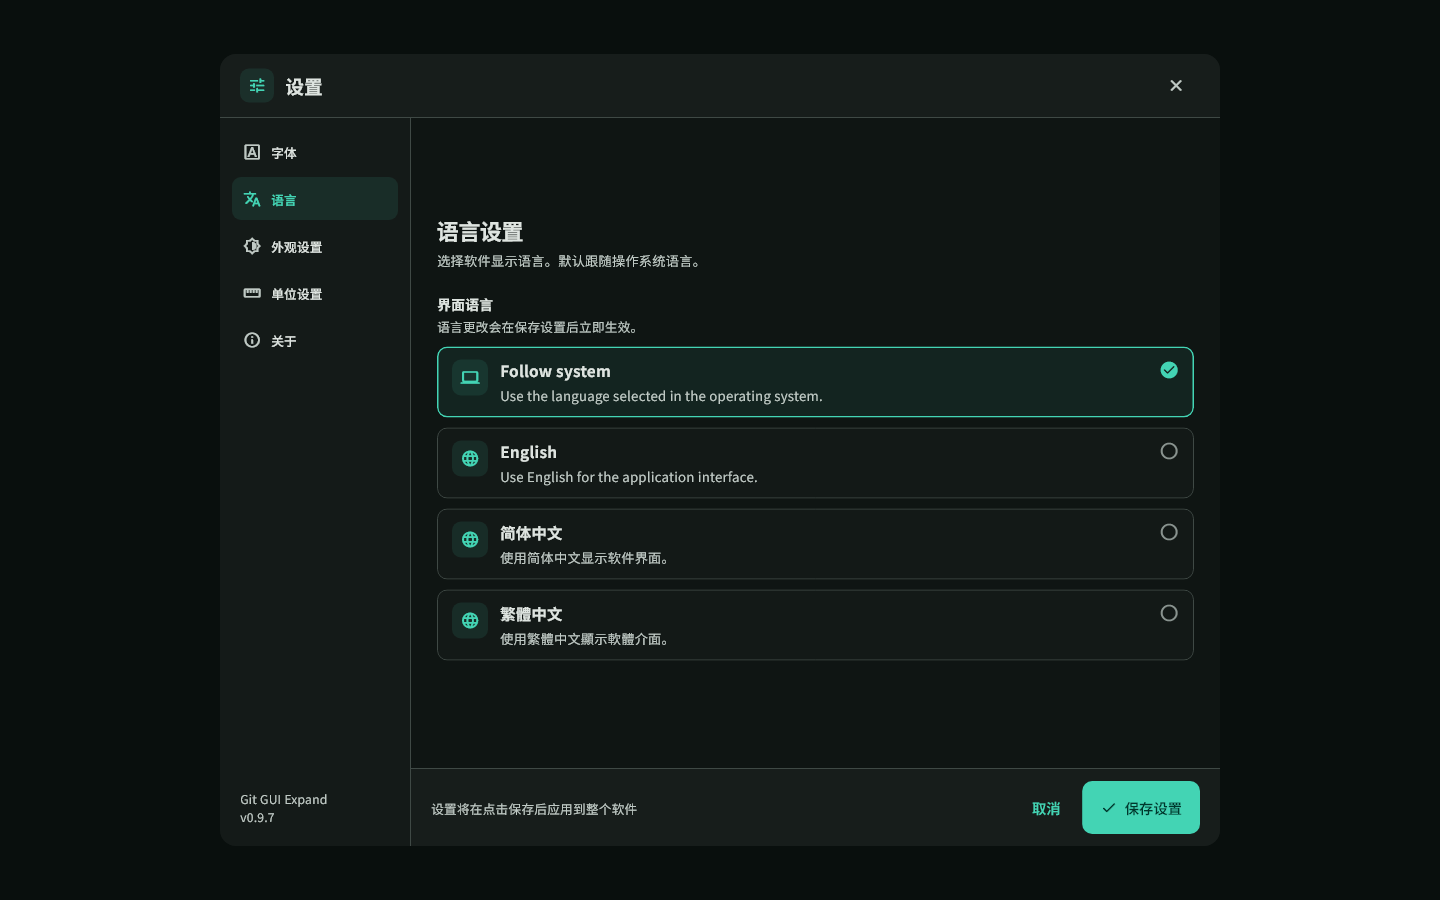 设置
字体
语言
外观设置
单位设置
关于
Git GUI Expand
v0.9.7
语言设置
选择软件显示语言。默认跟随操作系统语言。
界面语言
语言更改会在保存设置后立即生效。
Follow system
Use the language selected in the operating system.
English
Use English for the application interface.
简体中文
使用简体中文显示软件界面。
繁體中文
使用繁體中文顯示軟體介面。
设置将在点击保存后应用到整个软件
取消
保存设置